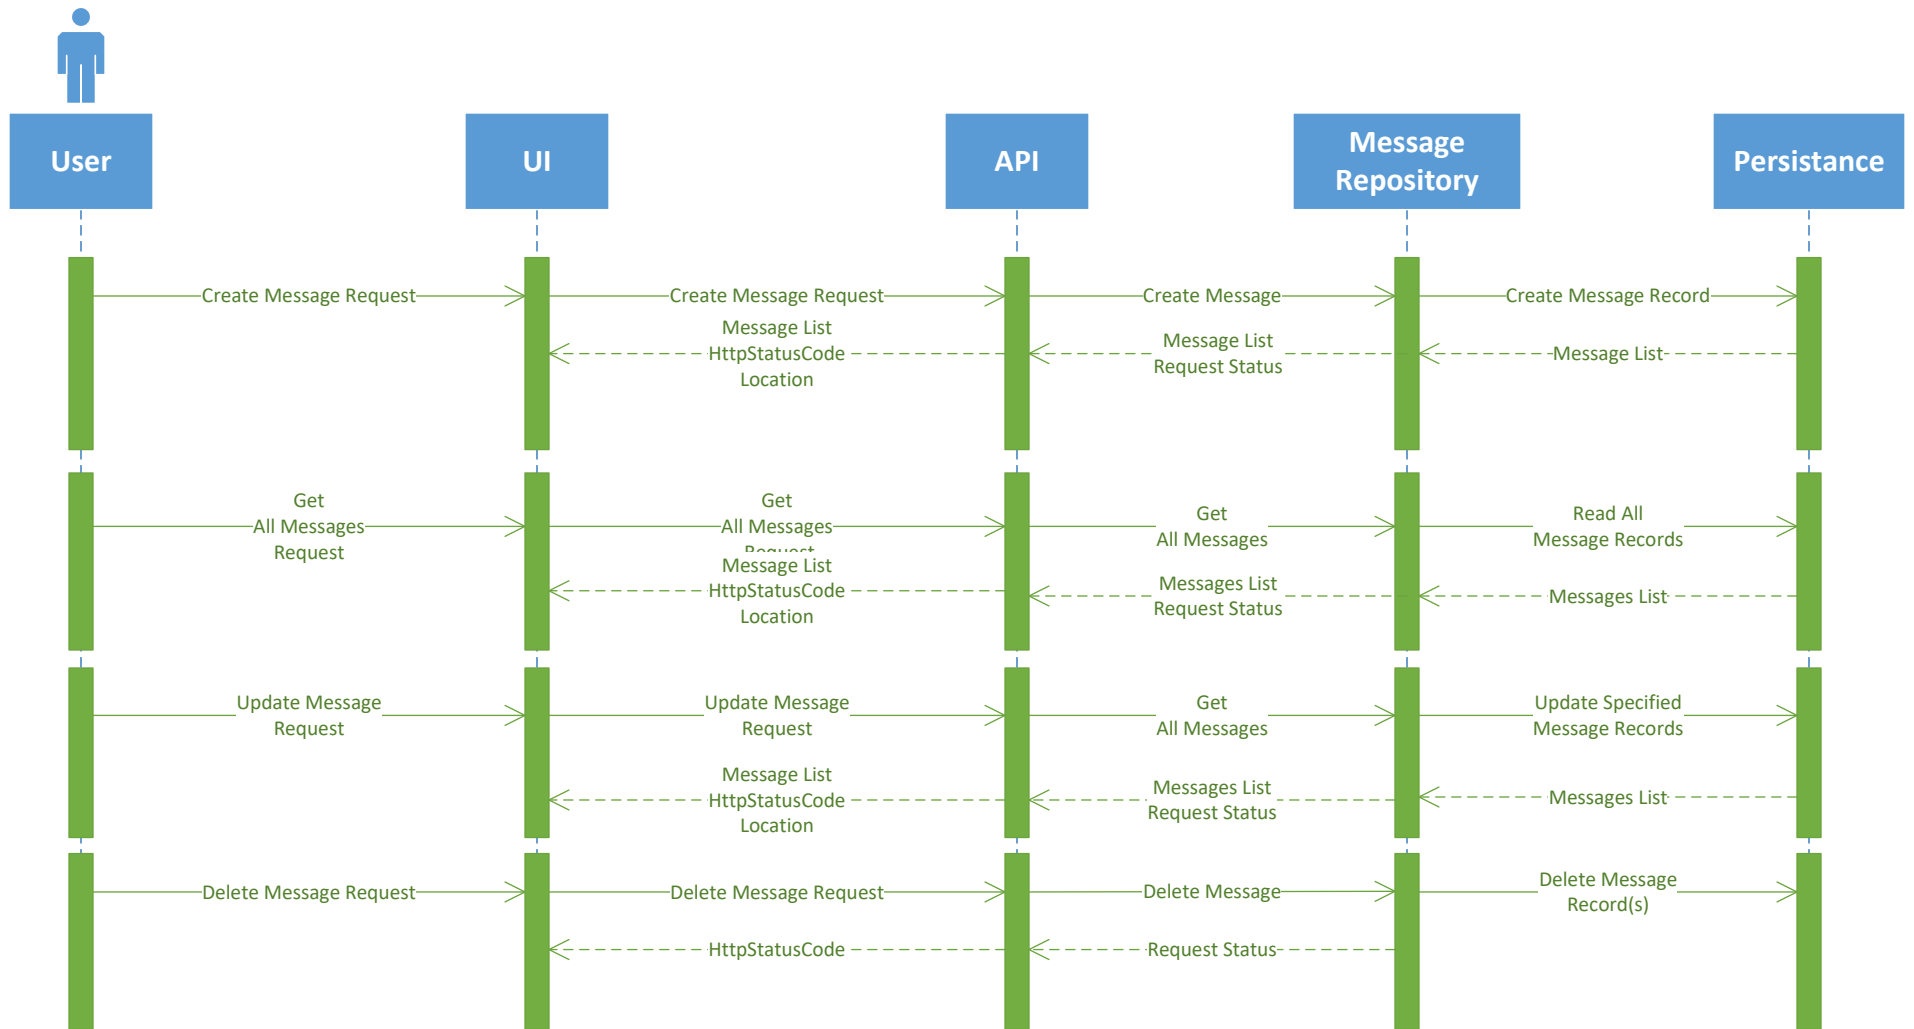 User
UI
API
Message
Repository
Persistance
Create Message Request
Create Message Request
Create Message
Create Message Record
Message List
HttpStatusCode
Location
Message List
Request Status
Message List
Get
All Messages
Request
Get
All Messages
Request
Get
All Messages
Read All
Message Records
Message List
HttpStatusCode
Location
Messages List
Request Status
Messages List
Update Message
Request
Update Message
Request
Get
All Messages
Update Specified
Message Records
Message List
HttpStatusCode
Location
Messages List
Request Status
Messages List
Delete Message Request
Delete Message Request
Delete Message
Delete Message
Record(s)
HttpStatusCode
Request Status